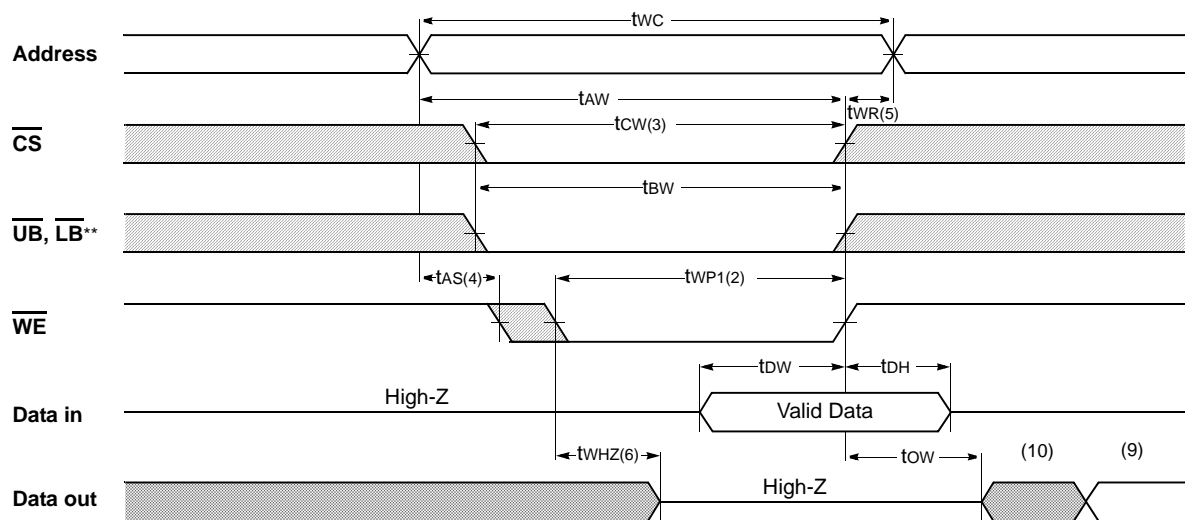 tWC
Address
tAW
tWR(5)
tCW(3)
CS
tBW
UB, LB**
tAS(4)
tWP1(2)
WE
tDW
tDH
High-Z
Valid Data
Data in
tWHZ(6)
tOW
(10)
(9)
High-Z
Data out